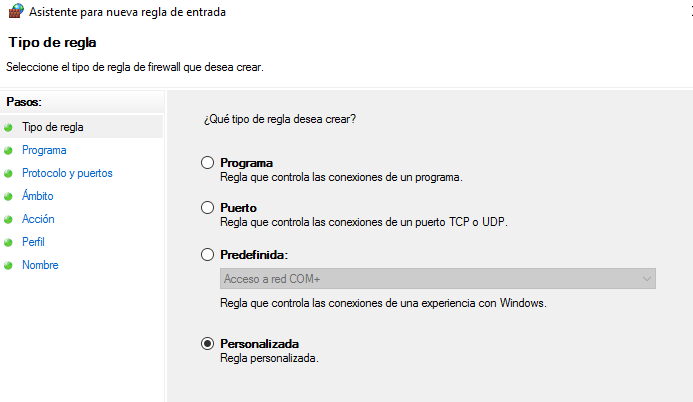 Asistente para nueva regla de entrada
Tipo de regla
Seleccione el tipo de regla de firewall que desea crear.
Pasos:
Tipo de regla
Programa
Protocolo y puertos
Ámbito
Acción
Perfil
Nombre
¿Qué tipo de regla desea crear?
Programa
Regla que controla las conexiones de un programa.
Puerto
Regla que controla las conexiones de un puerto TCP o UDP.
Predefinida:
Acceso a red COM+
Regla que controla las conexiones de una experiencia con Windows.
Personalizada
Regla personalizada.